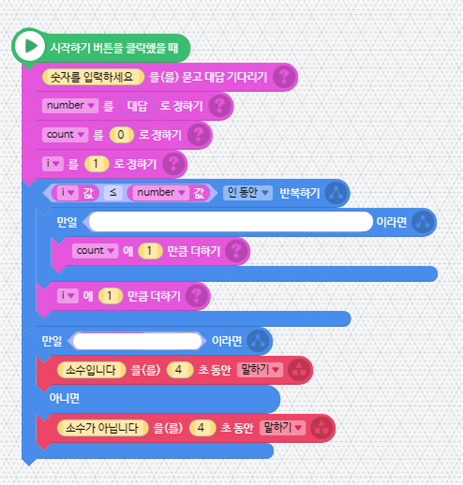 시작하기 버튼을 클릭했을 때
숫자를 입력하세요 을(를) 묻고 대답 기다리기 ?
number 를 대답 로 정하기 ?
count 를 0 로 정하기 ?
i 를 1 로 정하기 ?
i 값 ≤ number 값 인 동안 반복하기
만일 이라면
count 에 1 만큼 더하기 ?
i 에 1 만큼 더하기 ?
만일 이라면
소수입니다 을(를) 4 초 동안 말하기
아니면
소수가 아닙니다 을(를) 4 초 동안 말하기